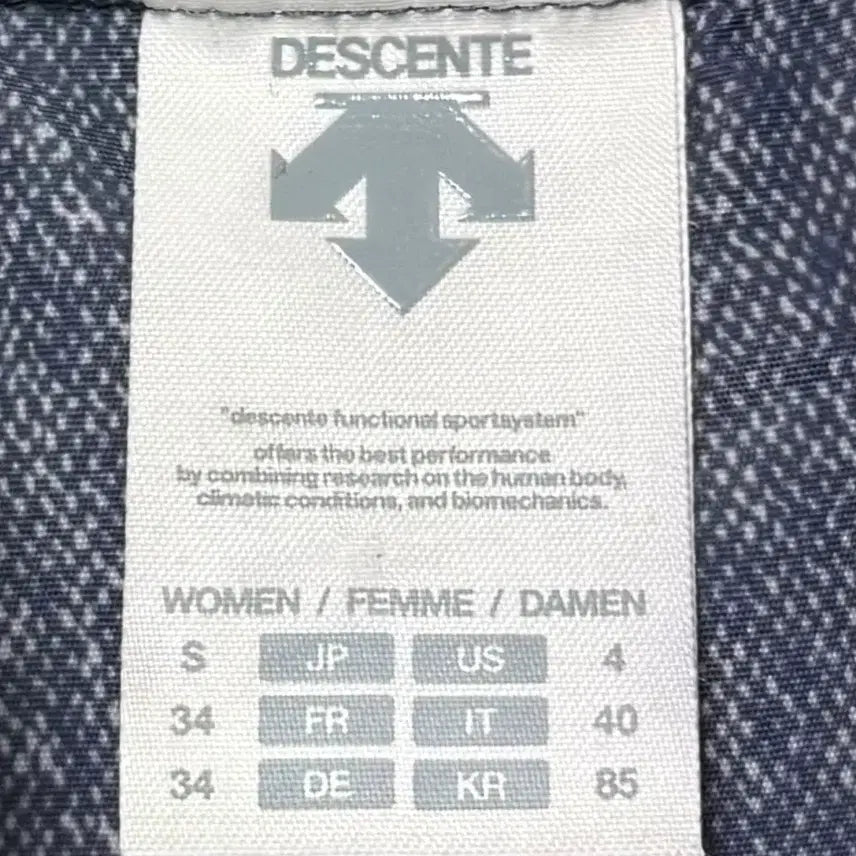 DESCENTE
"descente functional sportsystem"
offers the best performance
by combining research on the human body,
climatic conditions, and biomechanics.
WOMEN / FEMME / DAMEN
S JP US 4
34 FR IT 40
34 DE KR 85